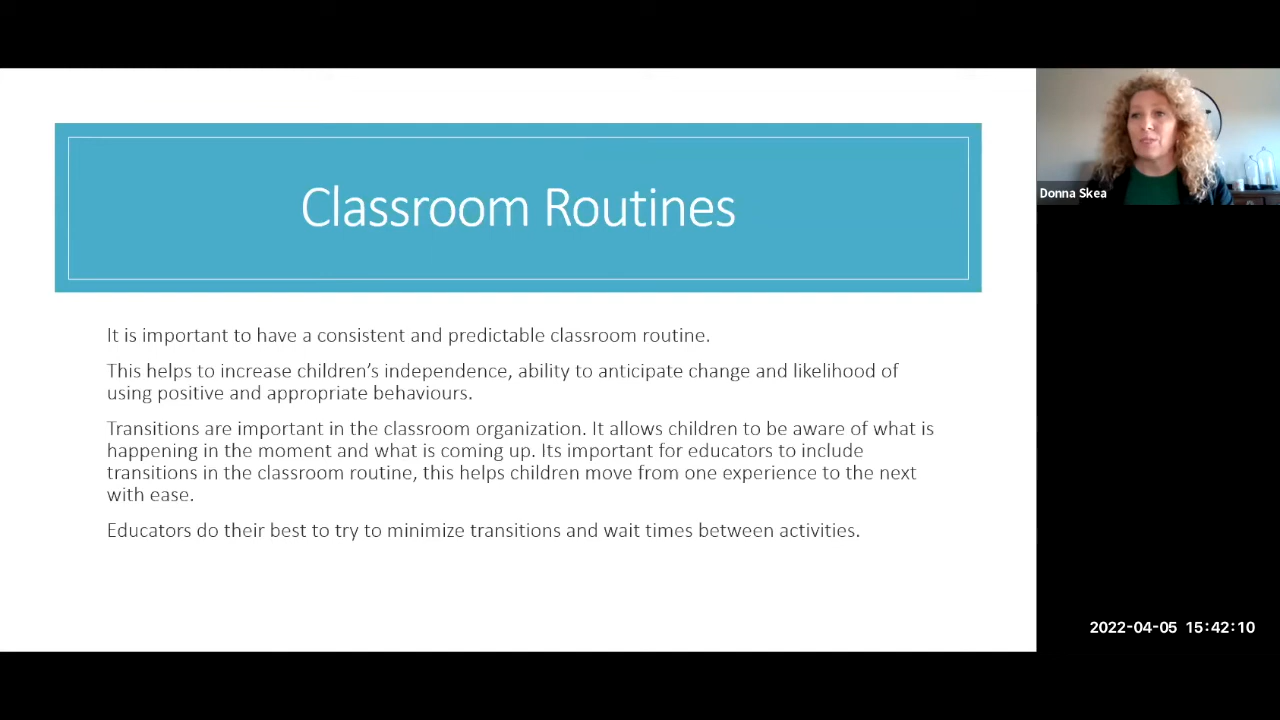 Classroom Routines
Donna Skea
It is important to have a consistent and predictable classroom routine.
This helps to increase children’s independence, ability to anticipate change and likelihood of
using positive and appropriate behaviours.
Transitions are important in the classroom organization. It allows children to be aware of what is
happening in the moment and what is coming up. Its important for educators to include
transitions in the classroom routine, this helps children move from one experience to the next
with ease.
Educators do their best to try to minimize transitions and wait times between activities.
2022-04-05 15:42:10